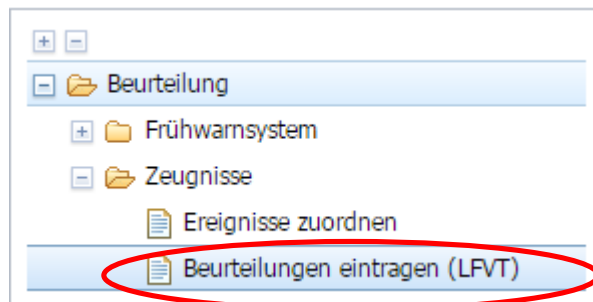 Beurteilung
Frühwarnsystem
Zeugnisse
Ereignisse zuordnen
Beurteilungen eintragen (LFVT)